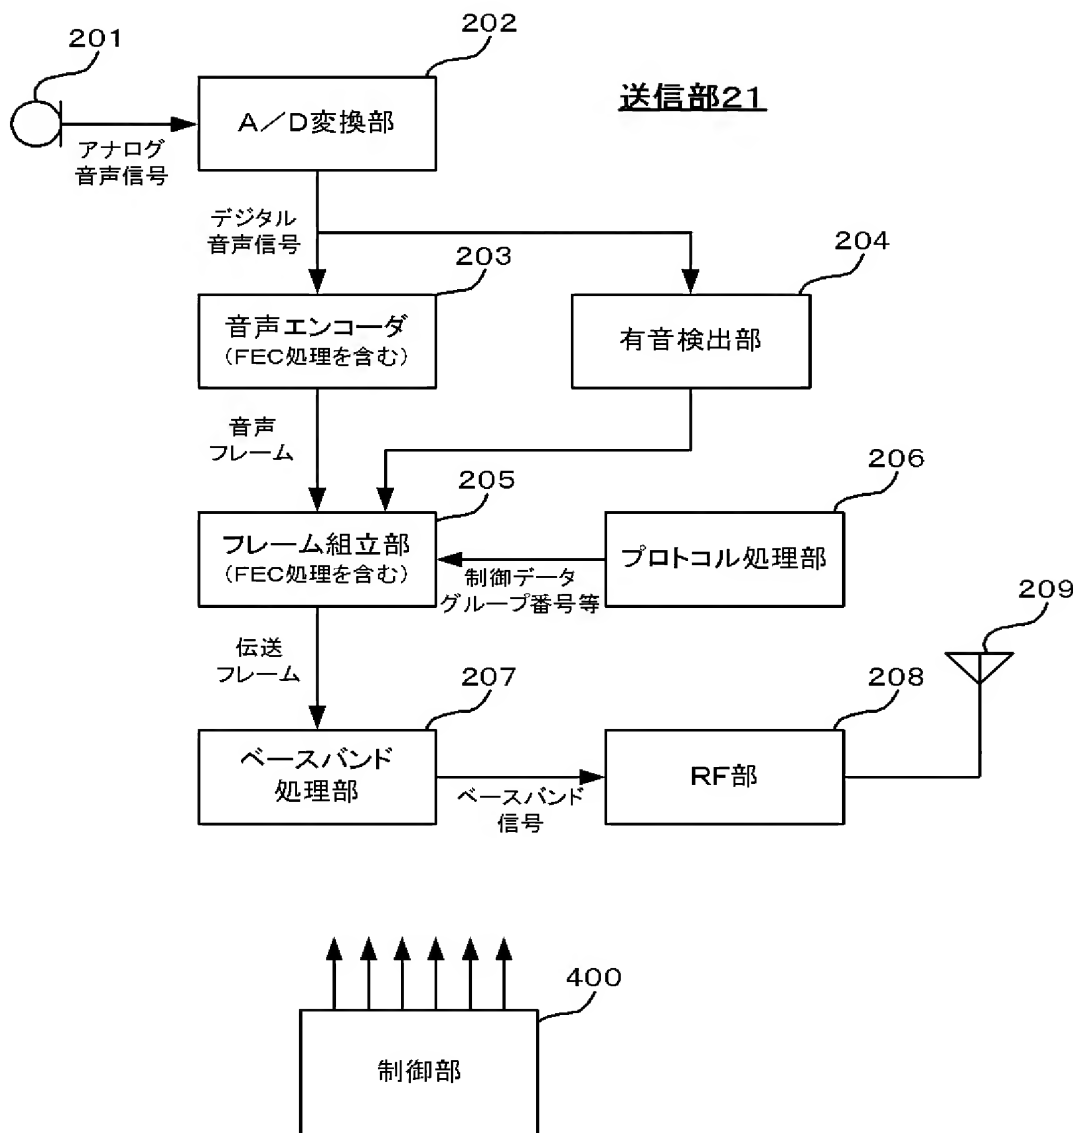 201
202
送信部21
A/D変換部
アナログ
音声信号
デジタル
音声信号
203
204
音声エンコーダ
(FEC処理を含む)
有音検出部
音声
フレーム
205
206
フレーム組立部
(FEC処理を含む)
プロトコル処理部
制御データ
グループ番号等
209
伝送
フレーム
207
208
ベースバンド
処理部
RF部
ベースバンド
信号
400
制御部